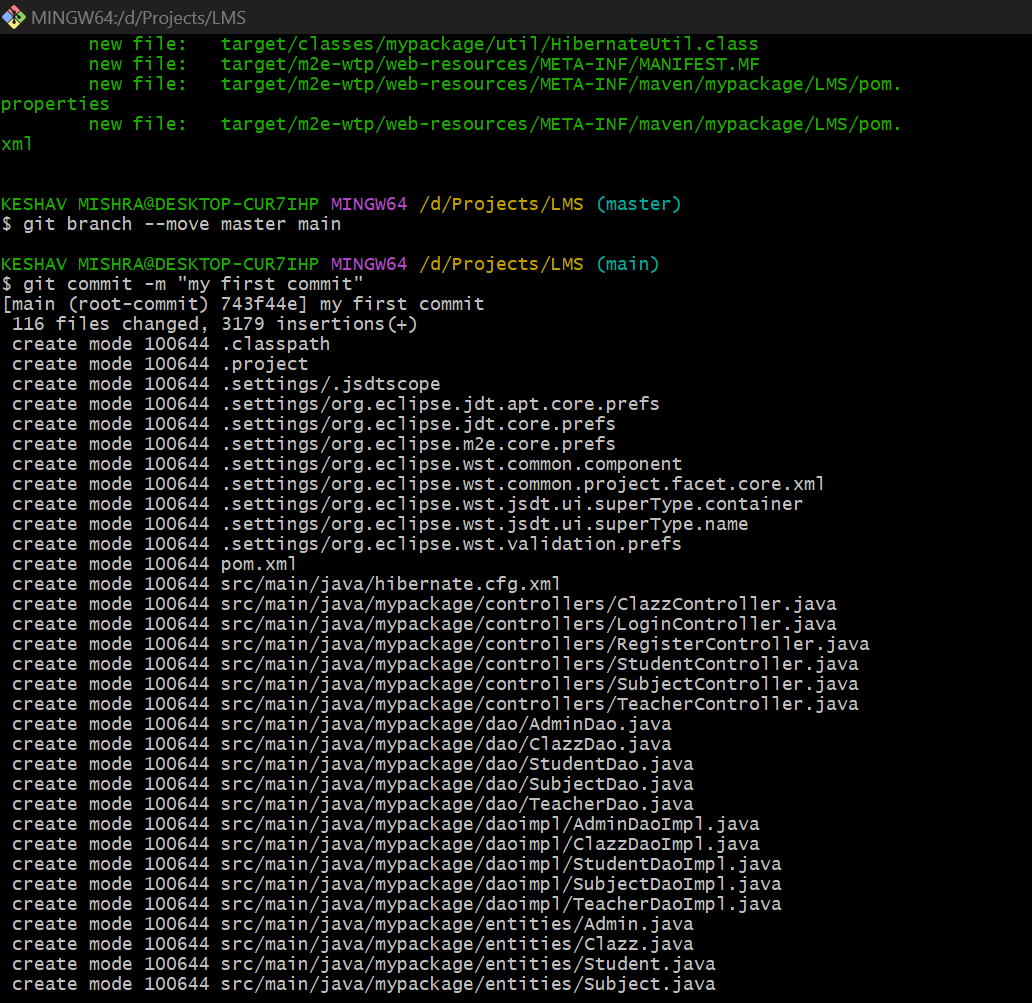 MINGW64:/d/Projects/LMS
new file:   target/classes/mypackage/util/HibernateUtil.class
new file:   target/m2e-wtp/web-resources/META-INF/MANIFEST.MF
new file:   target/m2e-wtp/web-resources/META-INF/maven/mypackage/LMS/pom.
properties
new file:   target/m2e-wtp/web-resources/META-INF/maven/mypackage/LMS/pom.
xml
KESHAV MISHRA@DESKTOP-CUR7IHP MINGW64 /d/Projects/LMS (master)
$ git branch --move master main
KESHAV MISHRA@DESKTOP-CUR7IHP MINGW64 /d/Projects/LMS (main)
$ git commit -m "my first commit"
[main (root-commit) 743f44e] my first commit
116 files changed, 3179 insertions(+)
create mode 100644 .classpath
create mode 100644 .project
create mode 100644 .settings/.jsdtscope
create mode 100644 .settings/org.eclipse.jdt.apt.core.prefs
create mode 100644 .settings/org.eclipse.jdt.core.prefs
create mode 100644 .settings/org.eclipse.m2e.core.prefs
create mode 100644 .settings/org.eclipse.wst.common.component
create mode 100644 .settings/org.eclipse.wst.common.project.facet.core.xml
create mode 100644 .settings/org.eclipse.wst.jsdt.ui.superType.container
create mode 100644 .settings/org.eclipse.wst.jsdt.ui.superType.name
create mode 100644 .settings/org.eclipse.wst.validation.prefs
create mode 100644 pom.xml
create mode 100644 src/main/java/hibernate.cfg.xml
create mode 100644 src/main/java/mypackage/controllers/ClazzController.java
create mode 100644 src/main/java/mypackage/controllers/LoginController.java
create mode 100644 src/main/java/mypackage/controllers/RegisterController.java
create mode 100644 src/main/java/mypackage/controllers/StudentController.java
create mode 100644 src/main/java/mypackage/controllers/SubjectController.java
create mode 100644 src/main/java/mypackage/controllers/TeacherController.java
create mode 100644 src/main/java/mypackage/dao/AdminDao.java
create mode 100644 src/main/java/mypackage/dao/ClazzDao.java
create mode 100644 src/main/java/mypackage/dao/StudentDao.java
create mode 100644 src/main/java/mypackage/dao/SubjectDao.java
create mode 100644 src/main/java/mypackage/dao/TeacherDao.java
create mode 100644 src/main/java/mypackage/daoimpl/AdminDaoImpl.java
create mode 100644 src/main/java/mypackage/daoimpl/ClazzDaoImpl.java
create mode 100644 src/main/java/mypackage/daoimpl/StudentDaoImpl.java
create mode 100644 src/main/java/mypackage/daoimpl/SubjectDaoImpl.java
create mode 100644 src/main/java/mypackage/daoimpl/TeacherDaoImpl.java
create mode 100644 src/main/java/mypackage/entities/Admin.java
create mode 100644 src/main/java/mypackage/entities/Clazz.java
create mode 100644 src/main/java/mypackage/entities/Student.java
create mode 100644 src/main/java/mypackage/entities/Subject.java